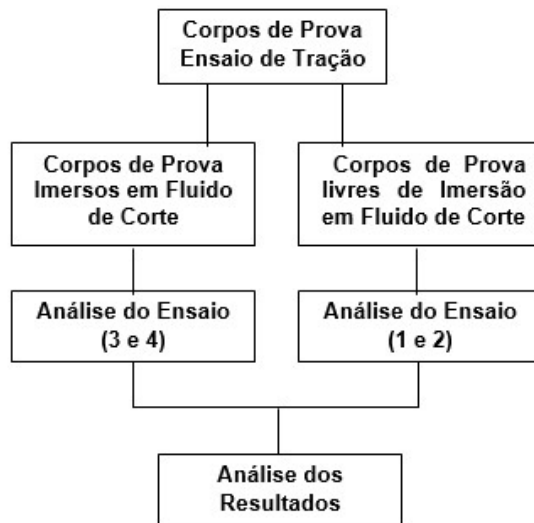 Corpos de Prova
Ensaio de Tração
Corpos de Prova
Imersos em Fluido
de Corte
Corpos de Prova
livres de Imersão
em Fluido de Corte
Análise do Ensaio
(3 e 4)
Análise do Ensaio
(1 e 2)
Análise dos
Resultados